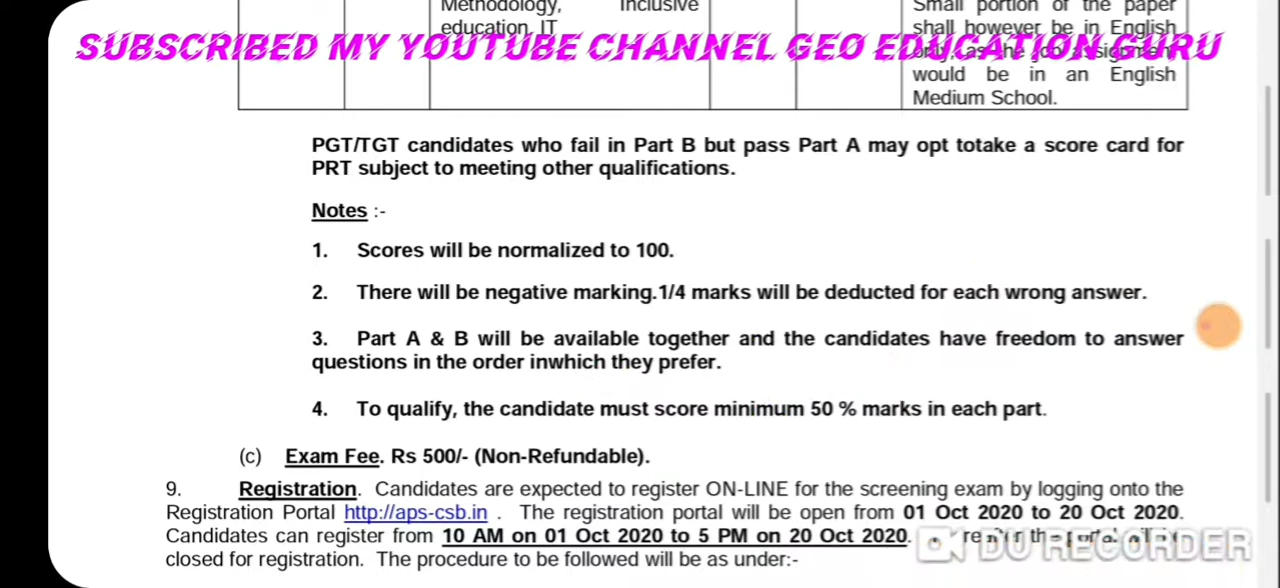 Methodology, Inclusive
education, IT
Small portion of the paper
shall however be in English
would be in an English
Medium School.
SUBSCRIBED MY YOUTUBE CHANNEL GEO EDUCATION GURU
PGT/TGT candidates who fail in Part B but pass Part A may opt totake a score card for
PRT subject to meeting other qualifications.
Notes :-
1. Scores will be normalized to 100.
2. There will be negative marking.1/4 marks will be deducted for each wrong answer.
3. Part A & B will be available together and the candidates have freedom to answer
questions in the order inwhich they prefer.
4. To qualify, the candidate must score minimum 50 % marks in each part.
(c) Exam Fee. Rs 500/- (Non-Refundable).
9. Registration. Candidates are expected to register ON-LINE for the screening exam by logging onto the
Registration Portal http://aps-csb.in . The registration portal will be open from 01 Oct 2020 to 20 Oct 2020.
Candidates can register from 10 AM on 01 Oct 2020 to 5 PM on 20 Oct 2020.
closed for registration. The procedure to be followed will be as under:-
DU RECORDER